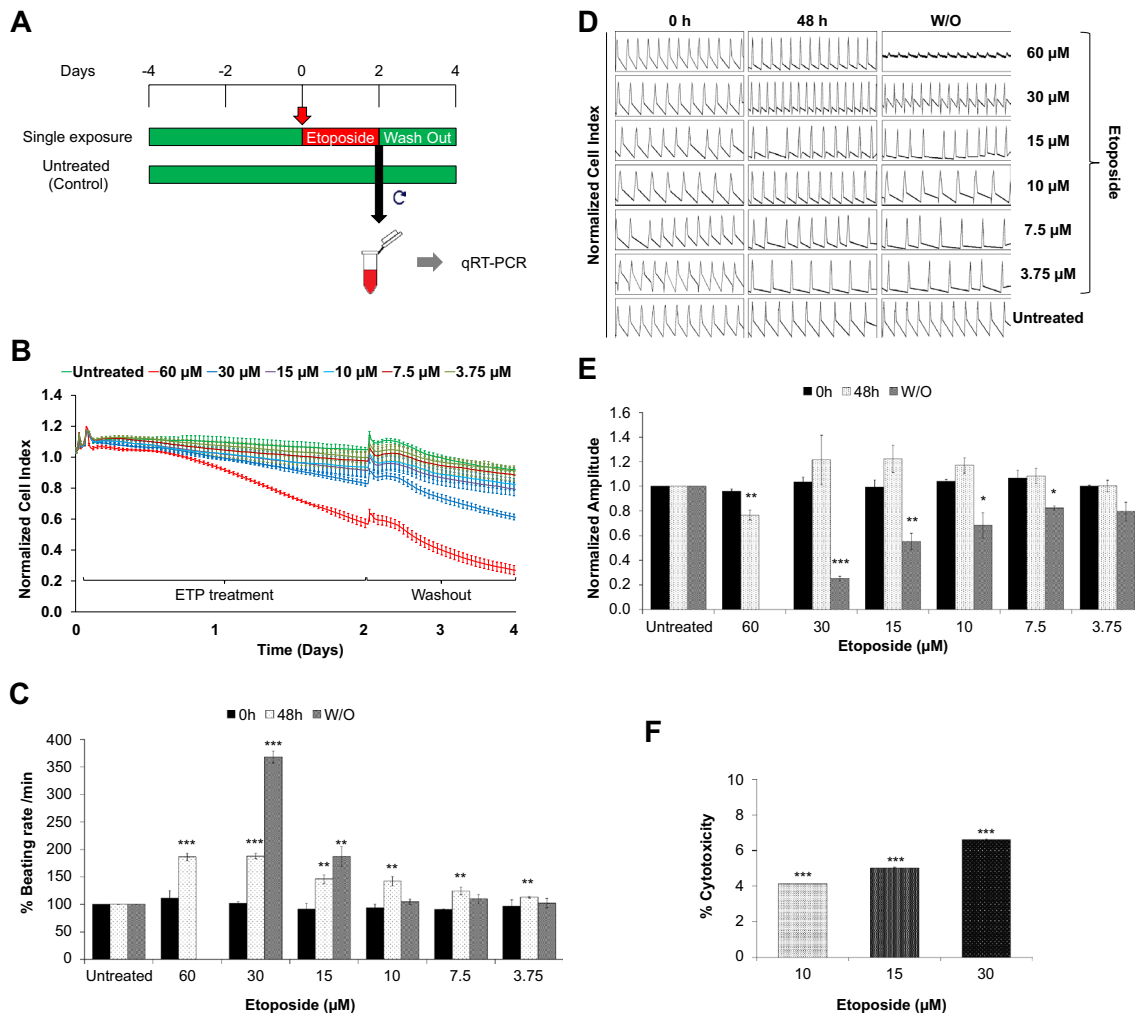 A
Days
-4 -2 0 2 4
Single exposure
Etoposide
Wash Out
Untreated
(Control)
qRT-PCR
B
Untreated 60 µM 30 µM 15 µM 10 µM 7.5 µM 3.75 µM
Normalized Cell Index
1.4
1.2
1.0
0.8
0.6
0.4
0.2
0.0
ETP treatment
Washout
0 1 2 3 4
Time (Days)
C
0h 48h W/O
% Beating rate /min
400
350
300
250
200
150
100
50
0
***
***
***
**
**
**
**
**
Untreated 60 30 15 10 7.5 3.75
Etoposide (µM)
D
0 h 48 h W/O
Normalized Cell Index
60 µM
30 µM
15 µM
10 µM
7.5 µM
3.75 µM
Untreated
Etoposide
E
0h 48h W/O
Normalized Amplitude
1.6
1.4
1.2
1.0
0.8
0.6
0.4
0.2
0.0
**
***
**
*
*
Untreated 60 30 15 10 7.5 3.75
Etoposide (µM)
F
% Cytotoxicity
10
8
6
4
2
0
***
***
***
10 15 30
Etoposide (µM)